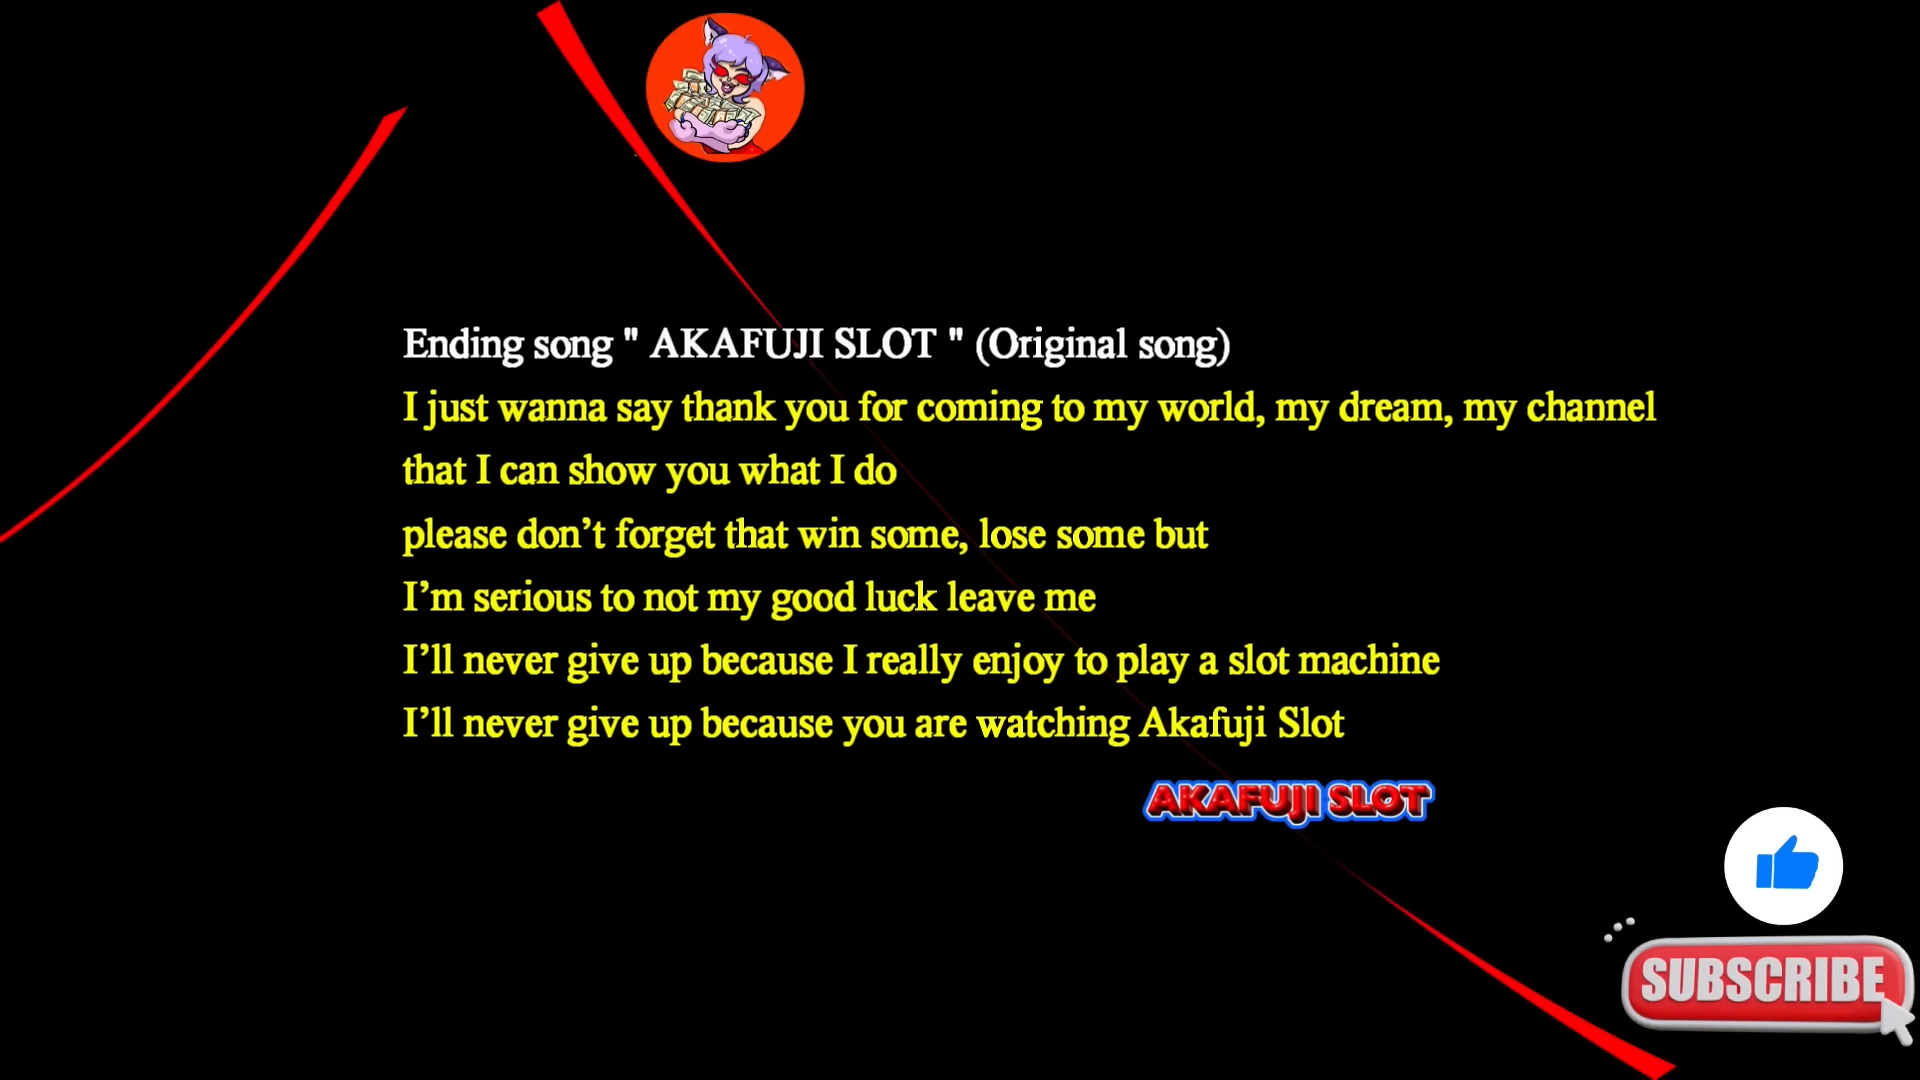 Ending song " AKAFUJI SLOT " (Original song)
I just wanna say thank you for coming to my world, my dream, my channel
that I can show you what I do
please don’t forget that win some, lose some but
I’m serious to not my good luck leave me
I’ll never give up because I really enjoy to play a slot machine
I’ll never give up because you are watching Akafuji Slot
AKAFUJI SLOT
SUBSCRIBE